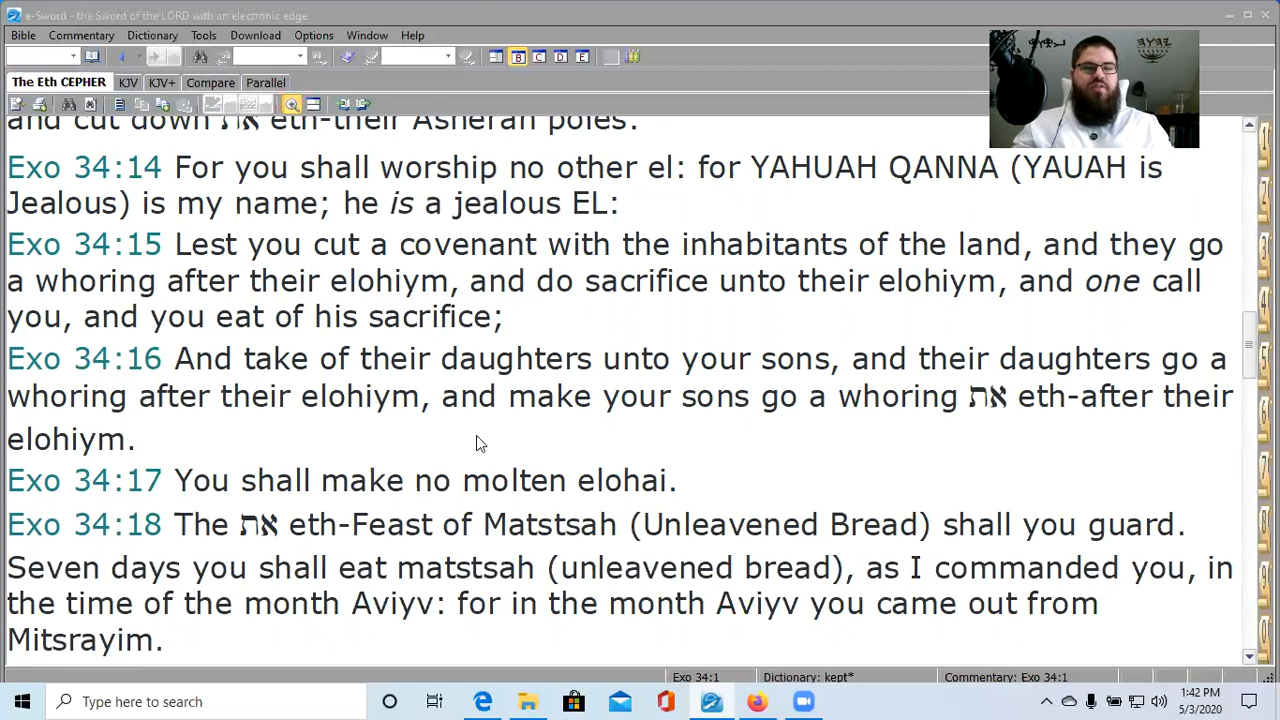 e-Sword - the Sword of the LORD with an electronic edge
Bible Commentary Dictionary Tools Download Options Window Help
B C D E
The Eth CEPHER KJV KJV+ Compare Parallel
and cut down את eth-their Asherah poles.
Exo 34:14 For you shall worship no other el: for YAHUAH QANNA (YAUAH is
Jealous) is my name; he is a jealous EL:
Exo 34:15 Lest you cut a covenant with the inhabitants of the land, and they go
a whoring after their elohiym, and do sacrifice unto their elohiym, and one call
you, and you eat of his sacrifice;
Exo 34:16 And take of their daughters unto your sons, and their daughters go a
whoring after their elohiym, and make your sons go a whoring את eth-after their
elohiym.
Exo 34:17 You shall make no molten elohai.
Exo 34:18 The את eth-Feast of Matstsah (Unleavened Bread) shall you guard.
Seven days you shall eat matstsah (unleavened bread), as I commanded you, in
the time of the month Aviyv: for in the month Aviyv you came out from
Mitsrayim.
Exo 34:1 Dictionary: kept* Commentary: Exo 34:1
Type here to search
1:42 PM
5/3/2020